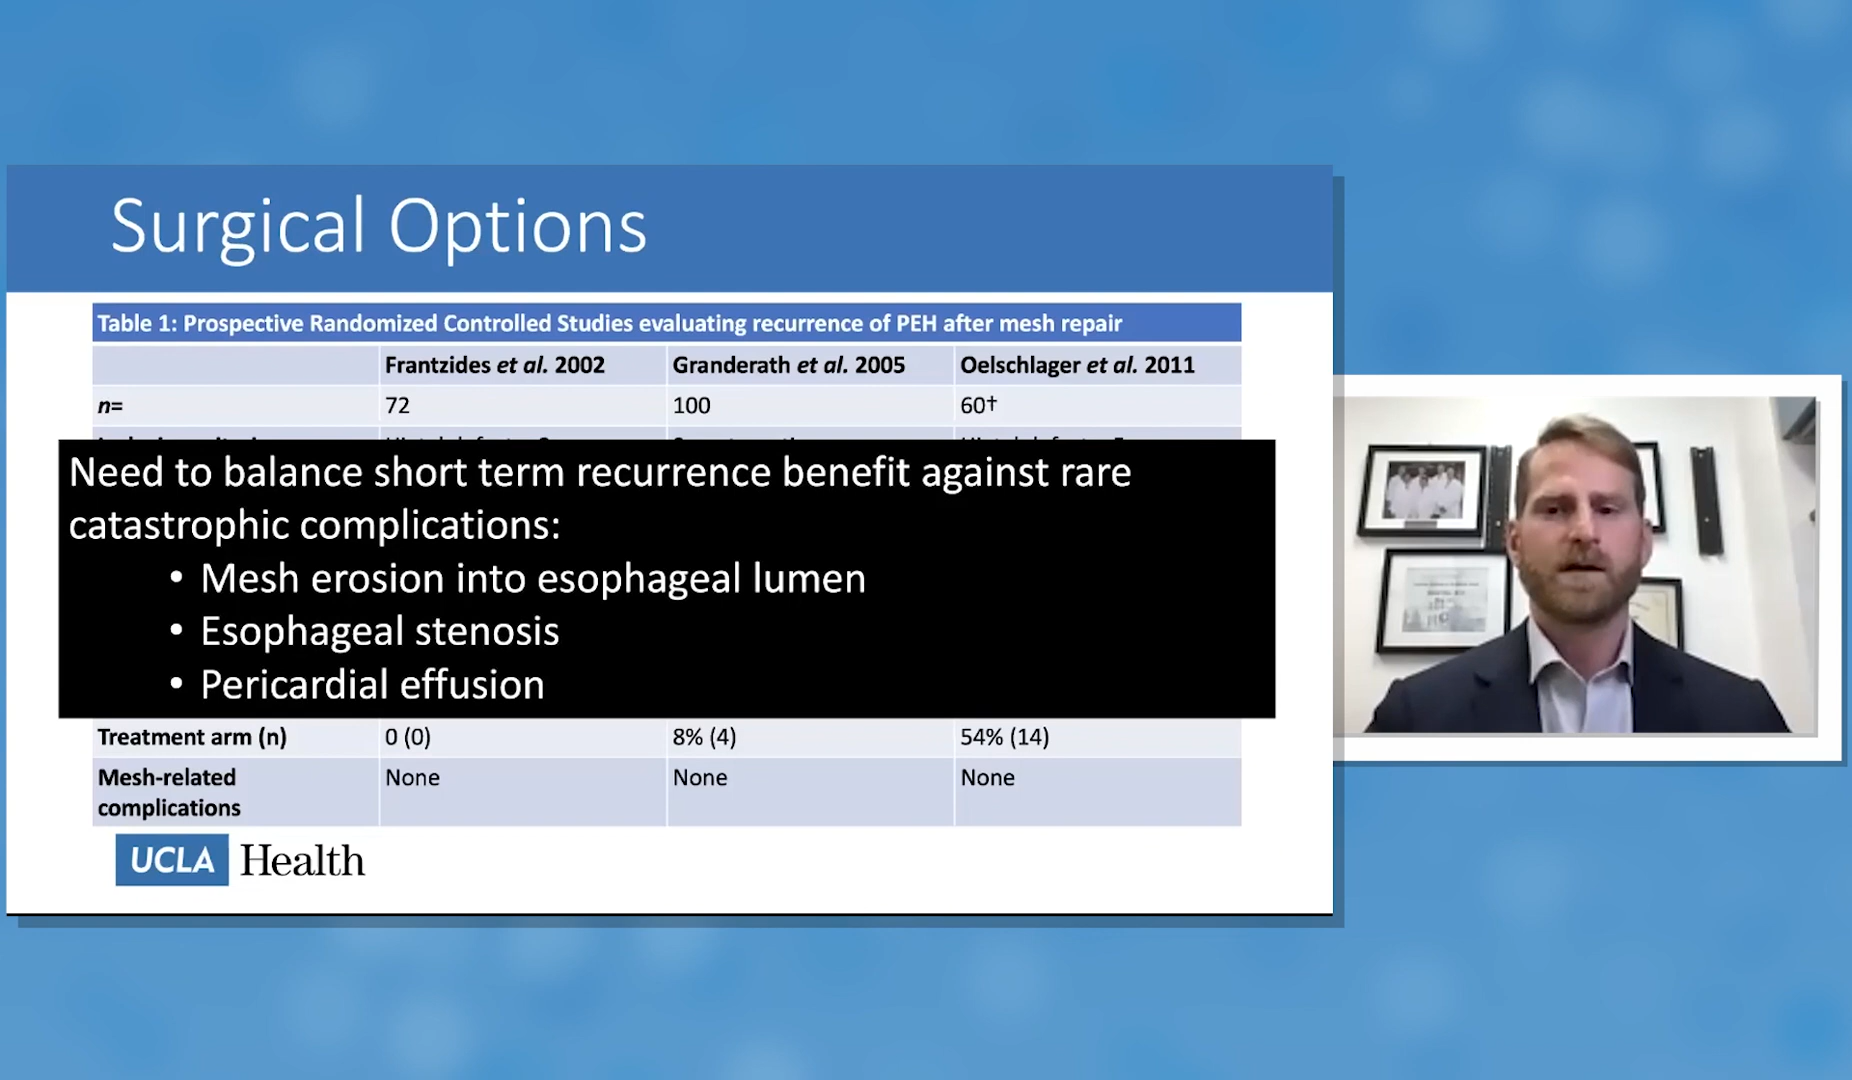 Surgical Options
Table 1: Prospective Randomized Controlled Studies evaluating recurrence of PEH after mesh repair
Frantzides et al. 2002 Granderath et al. 2005 Oelschlager et al. 2011
n= 72 100 60†
Need to balance short term recurrence benefit against rare
catastrophic complications:
• Mesh erosion into esophageal lumen
• Esophageal stenosis
• Pericardial effusion
Treatment arm (n) 0 (0) 8% (4) 54% (14)
Mesh-related None None None
complications
UCLA Health